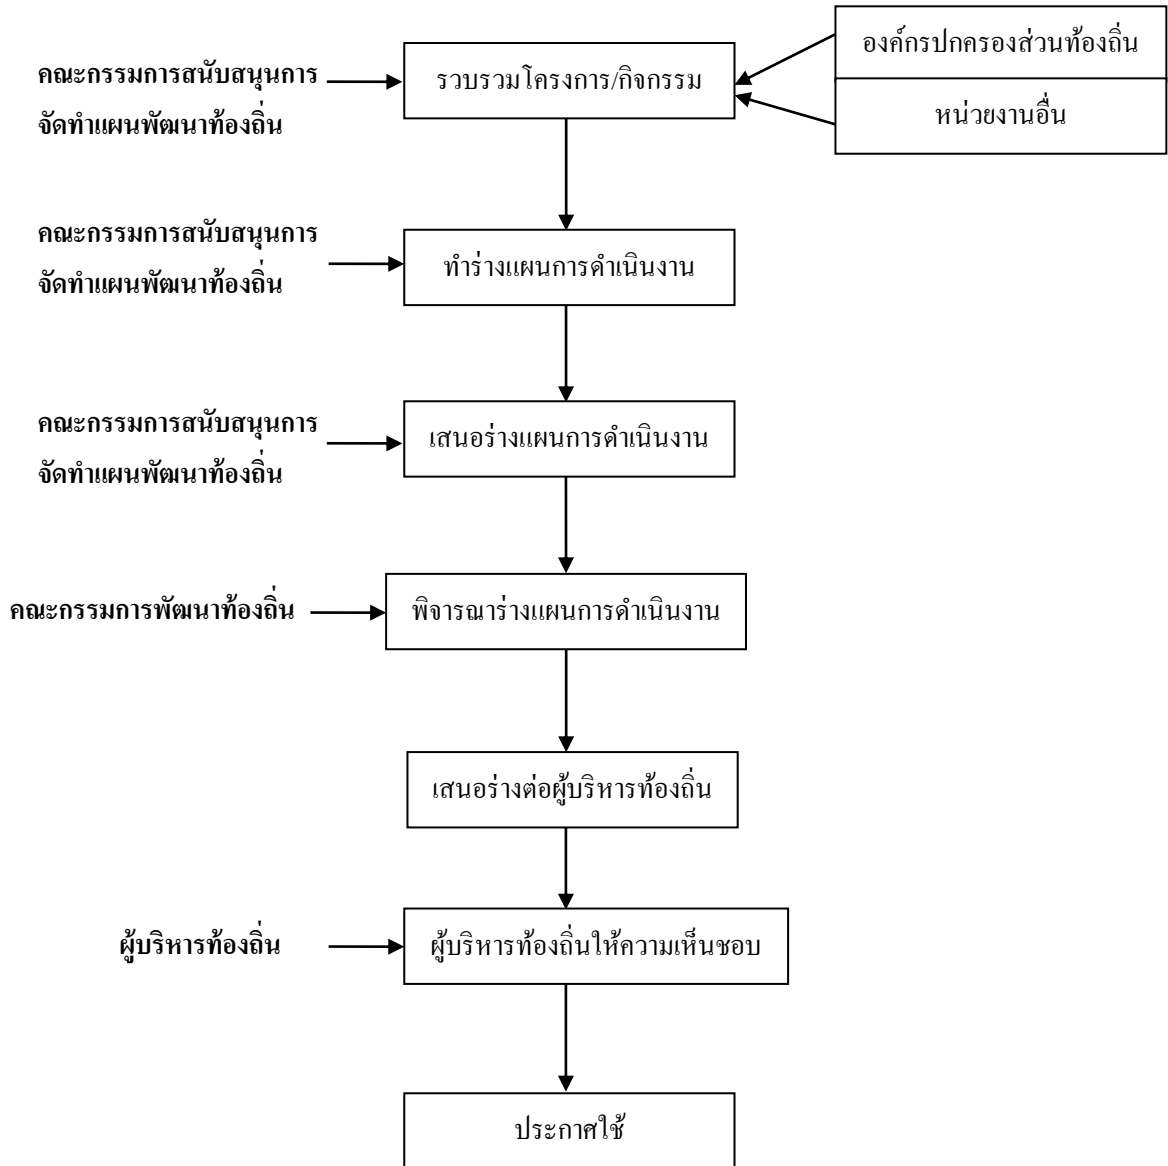 องค์กรปกครองส่วนท้องถิ่น
คณะกรรมการสนับสนุนการ
จัดทำแผนพัฒนาท้องถิ่น
รวบรวมโครงการ/กิจกรรม
หน่วยงานอื่น
คณะกรรมการสนับสนุนการ
จัดทำแผนพัฒนาท้องถิ่น
ทำร่างแผนการดำเนินงาน
คณะกรรมการสนับสนุนการ
จัดทำแผนพัฒนาท้องถิ่น
เสนอร่างแผนการดำเนินงาน
คณะกรรมการพัฒนาท้องถิ่น
พิจารณาร่างแผนการดำเนินงาน
เสนอร่างต่อผู้บริหารท้องถิ่น
ผู้บริหารท้องถิ่น
ผู้บริหารท้องถิ่นให้ความเห็นชอบ
ประกาศใช้